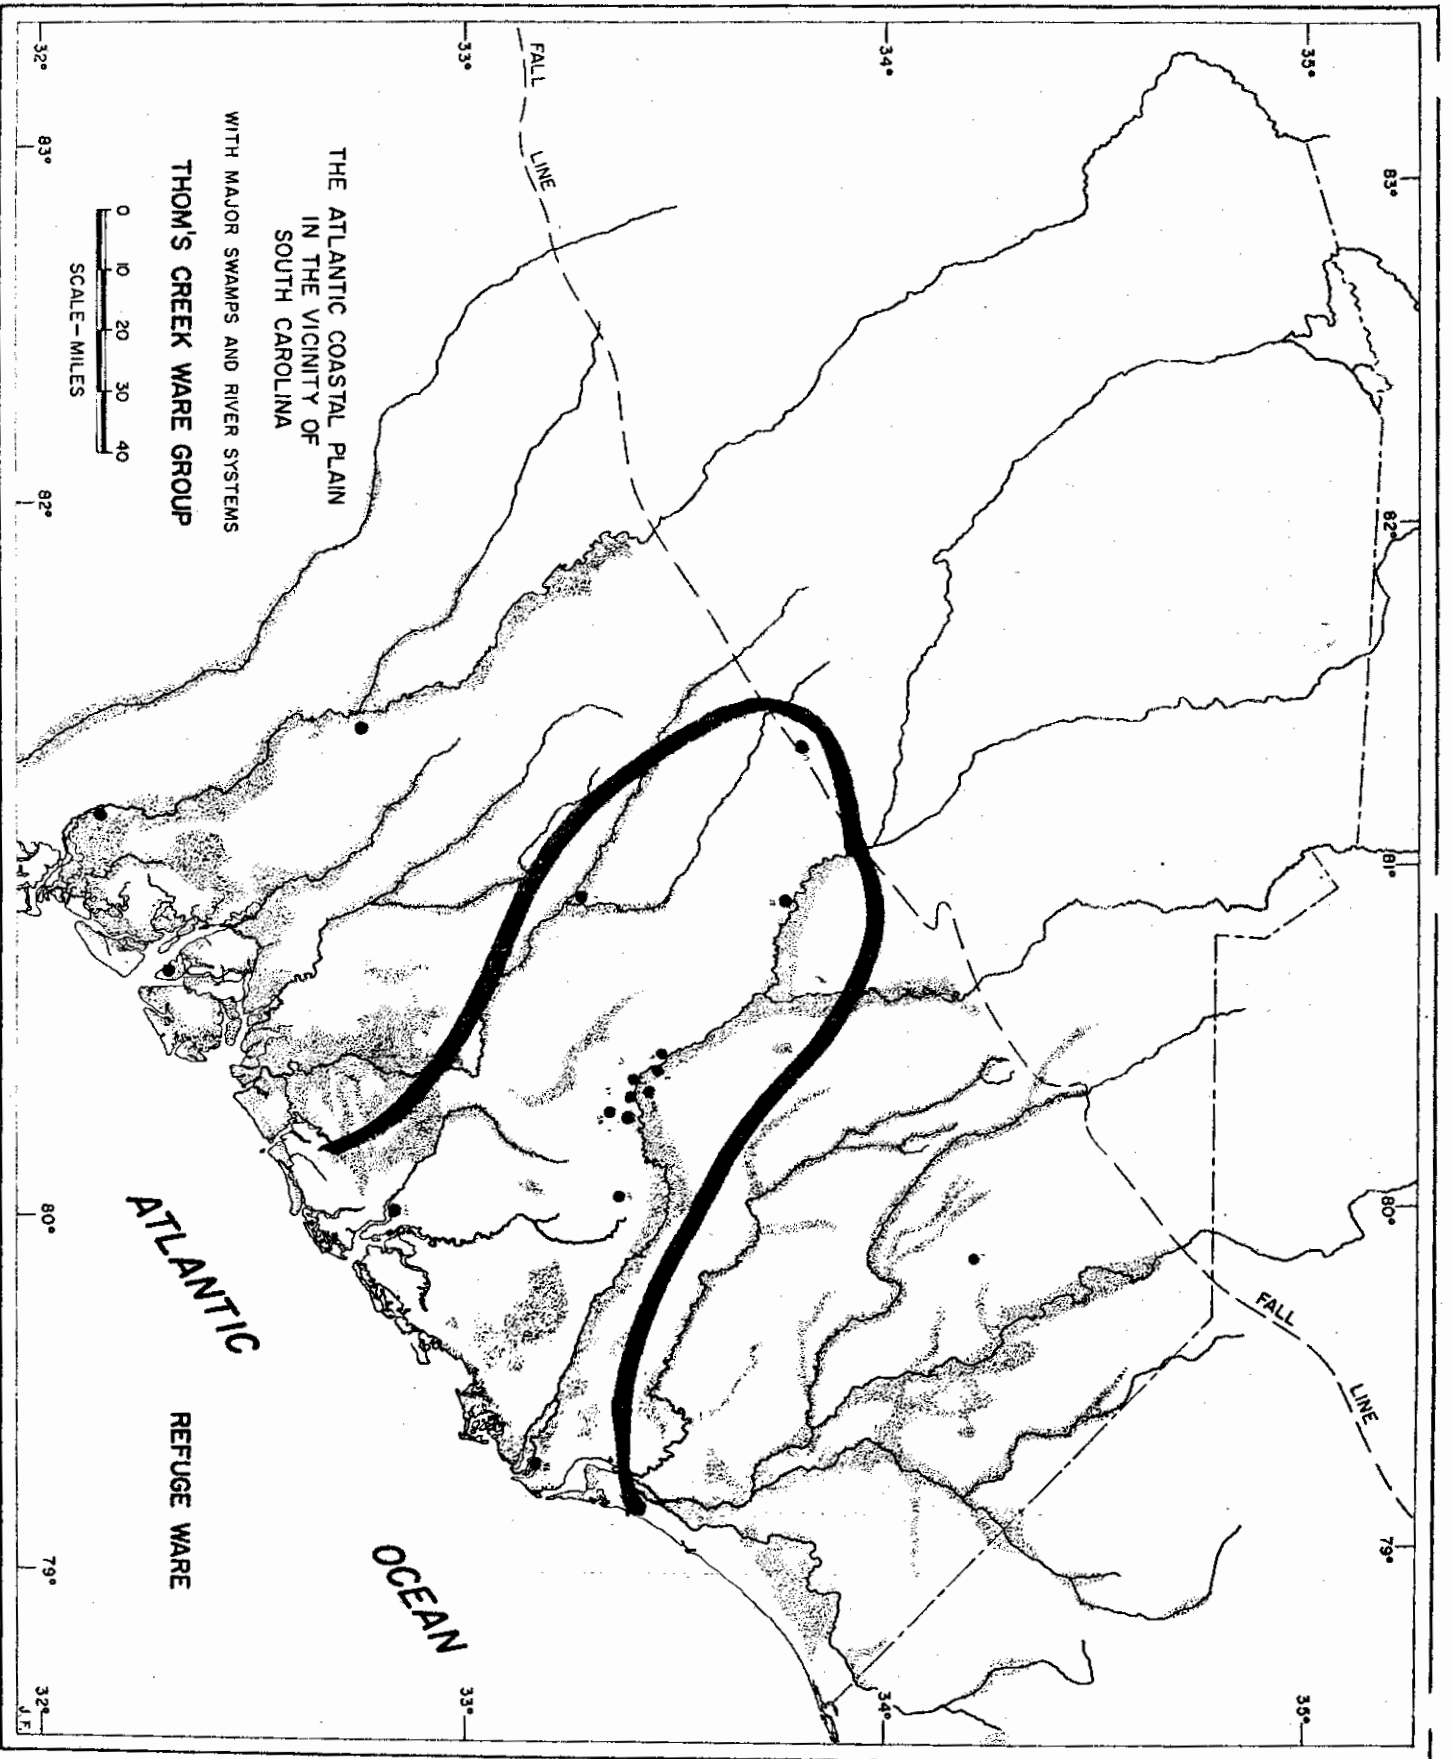 THE ATLANTIC COASTAL PLAIN
IN THE VICINITY OF
SOUTH CAROLINA
WITH MAJOR SWAMPS AND RIVER SYSTEMS
THOM'S CREEK WARE GROUP
0 10 20 30 40
SCALE–MILES
REFUGE WARE
ATLANTIC
OCEAN
FALL
LINE
FALL
LINE
83°
82°
81°
80°
79°
35°
34°
33°
32°
35°
34°
33°
32°
83°
82°
80°
79°
J.F.